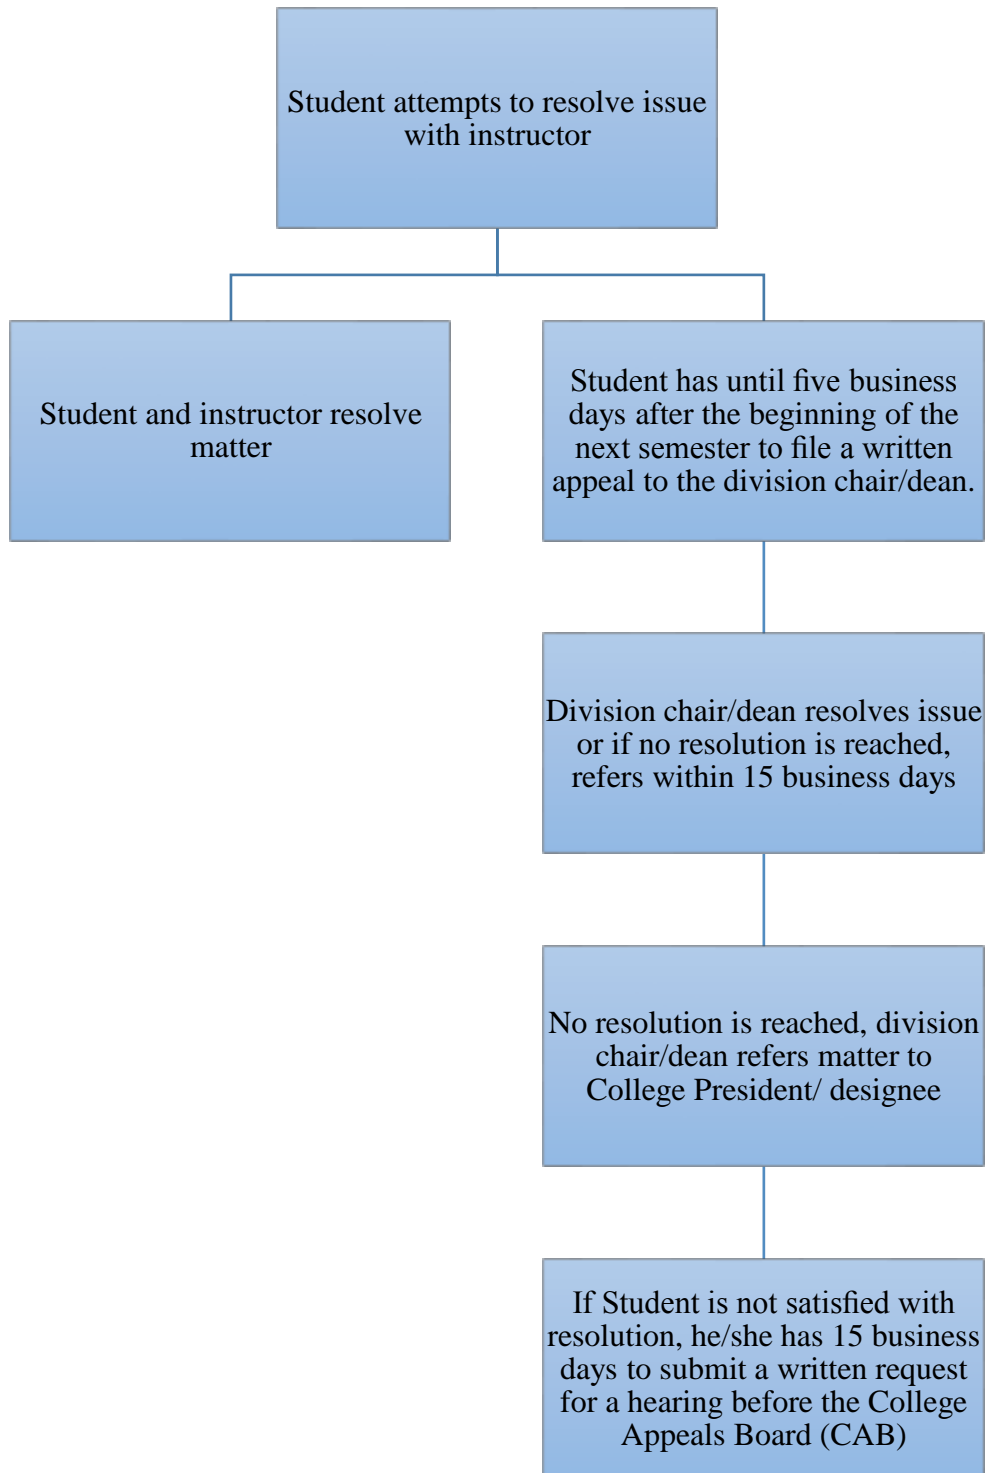 Student attempts to resolve issue
with instructor
Student and instructor resolve
matter
Student has until five business
days after the beginning of the
next semester to file a written
appeal to the division chair/dean.
Division chair/dean resolves issue
or if no resolution is reached,
refers within 15 business days
No resolution is reached, division
chair/dean refers matter to
College President/ designee
If Student is not satisfied with
resolution, he/she has 15 business
days to submit a written request
for a hearing before the College
Appeals Board (CAB)